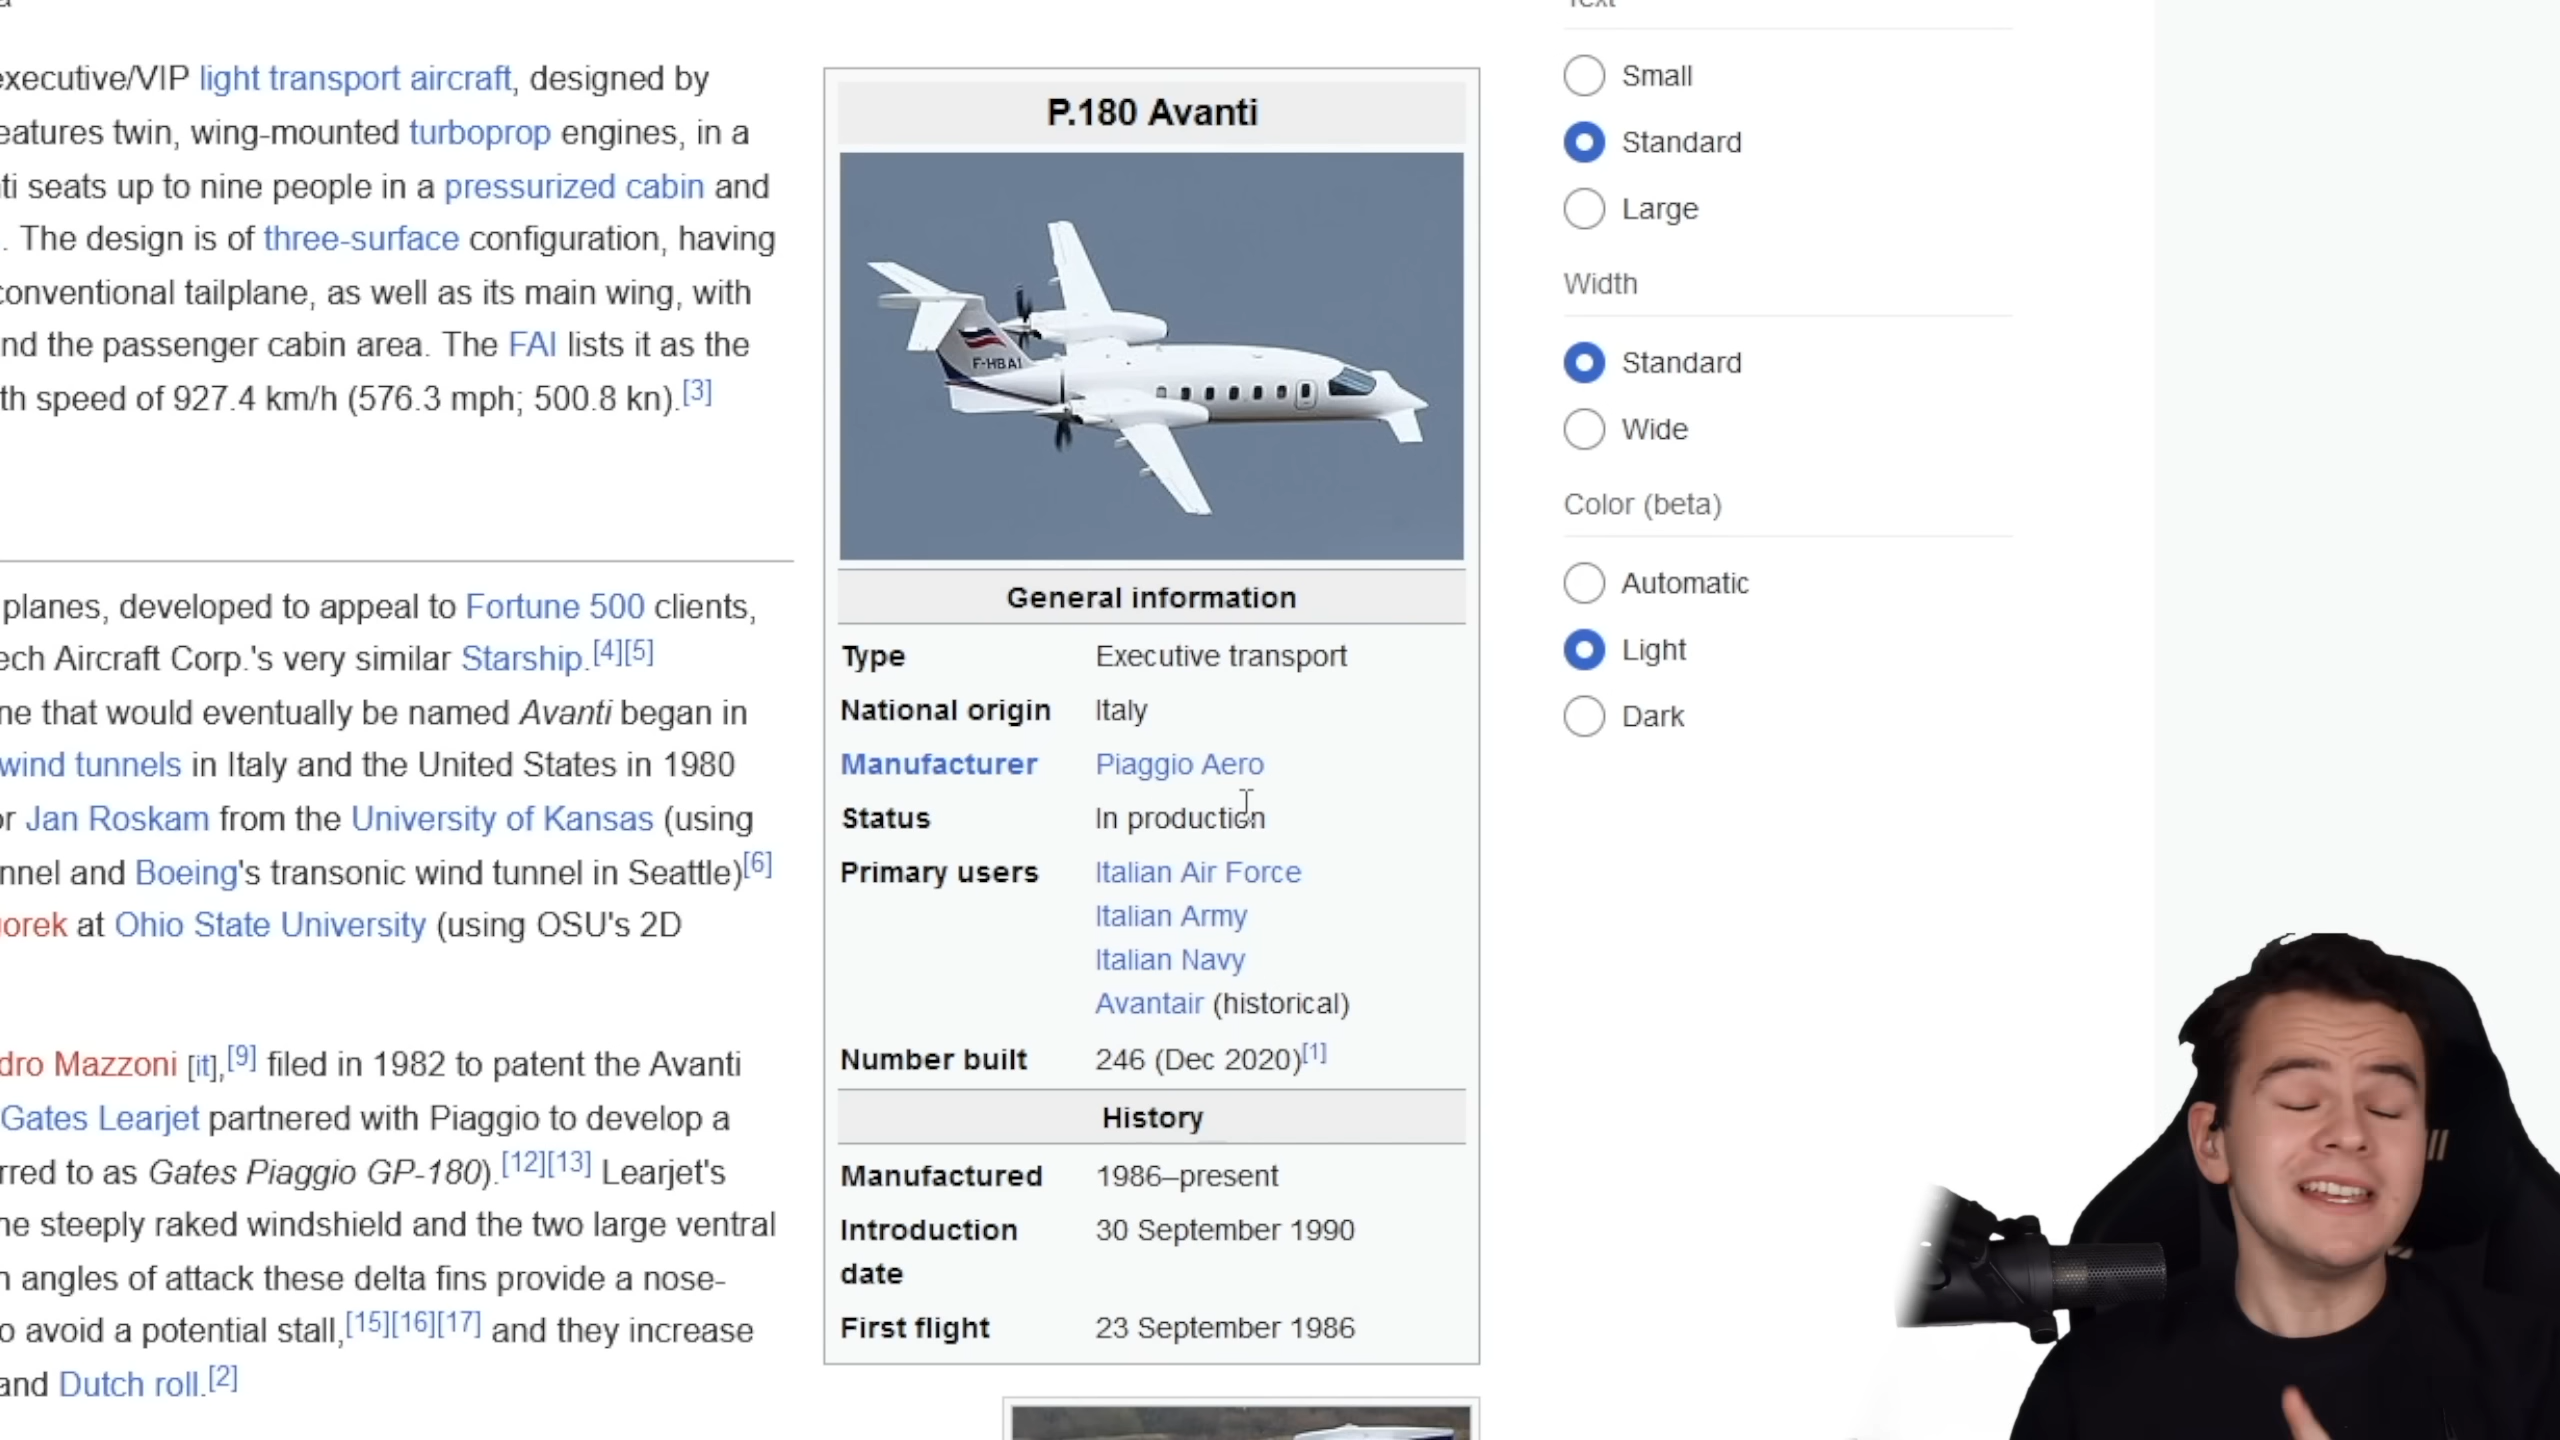 executive/VIP light transport aircraft, designed by
eatures twin, wing-mounted turboprop engines, in a
ti seats up to nine people in a pressurized cabin and
. The design is of three-surface configuration, having
conventional tailplane, as well as its main wing, with
nd the passenger cabin area. The FAI lists it as the
th speed of 927.4 km/h (576.3 mph; 500.8 kn).[3]
planes, developed to appeal to Fortune 500 clients,
ech Aircraft Corp.'s very similar Starship.[4][5]
ne that would eventually be named Avanti began in
wind tunnels in Italy and the United States in 1980
or Jan Roskam from the University of Kansas (using
nnel and Boeing's transonic wind tunnel in Seattle)[6]
gorek at Ohio State University (using OSU's 2D
dro Mazzoni [it],[9] filed in 1982 to patent the Avanti
Gates Learjet partnered with Piaggio to develop a
rred to as Gates Piaggio GP-180).[12][13] Learjet's
he steeply raked windshield and the two large ventral
h angles of attack these delta fins provide a nose-
o avoid a potential stall,[15][16][17] and they increase
and Dutch roll.[2]
P.180 Avanti
F-HBAI
General information
Type Executive transport
National origin Italy
Manufacturer Piaggio Aero
Status In production
Primary users Italian Air Force
Italian Army
Italian Navy
Avantair (historical)
Number built 246 (Dec 2020)[1]
History
Manufactured 1986–present
Introduction date 30 September 1990
First flight 23 September 1986
Text
Small
Standard
Large
Width
Standard
Wide
Color (beta)
Automatic
Light
Dark